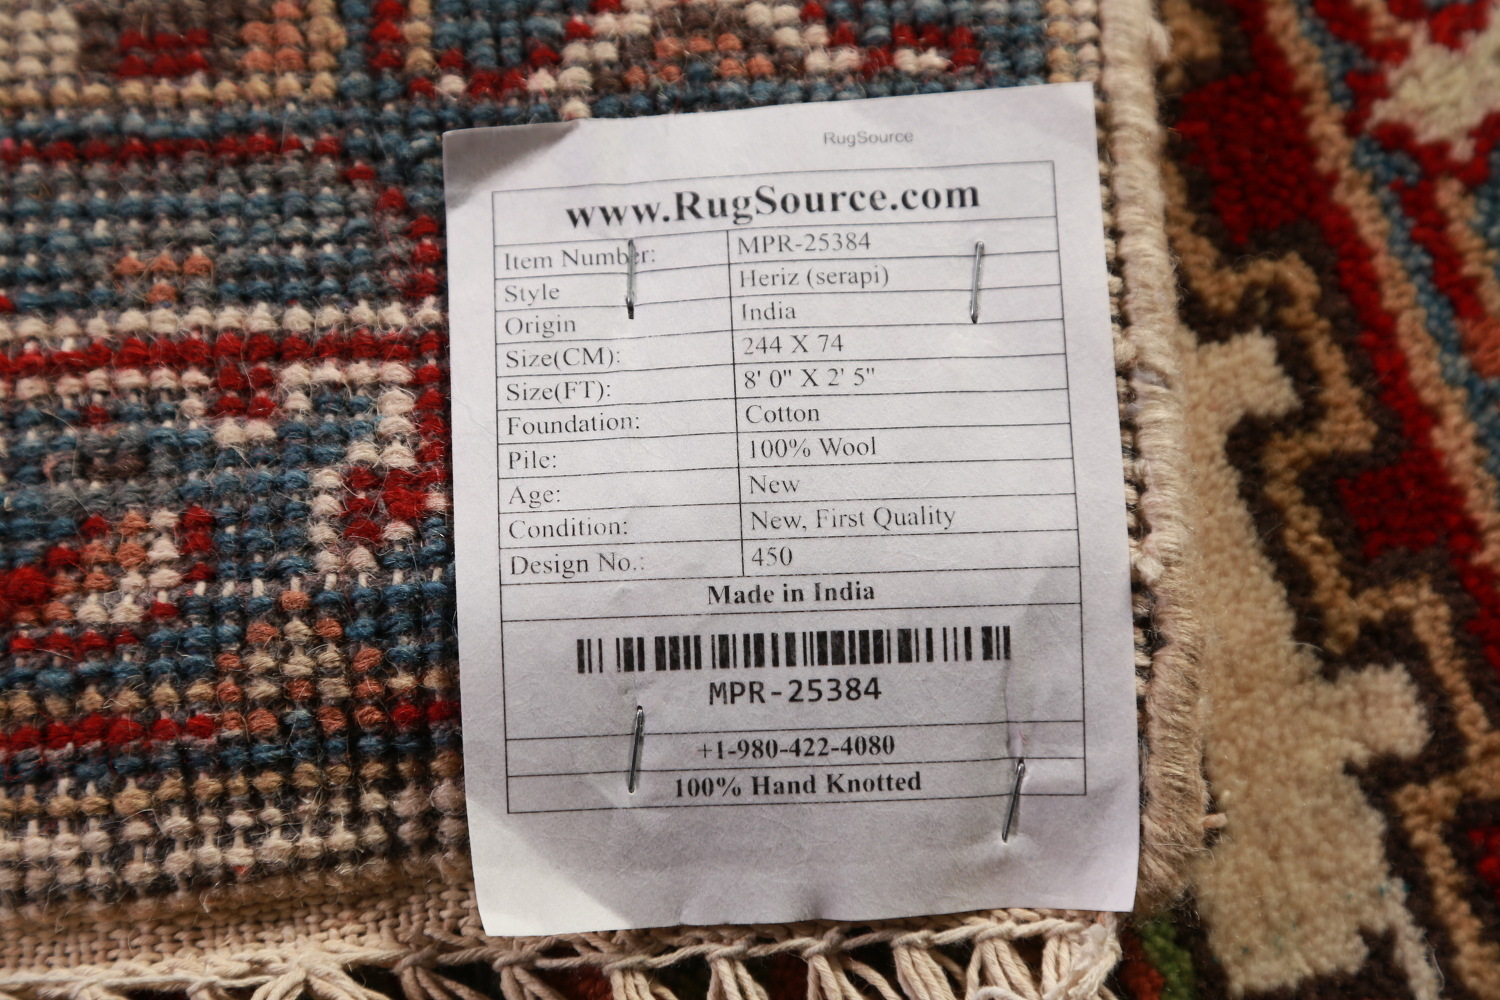 RugSource
www.RugSource.com
Item Number: MPR-25384
Style Heriz (serapi)
Origin India
Size(CM): 244 X 74
Size(FT): 8' 0" X 2' 5"
Foundation: Cotton
Pile: 100% Wool
Age: New
Condition: New, First Quality
Design No.: 450
Made in India
MPR-25384
+1-980-422-4080
100% Hand Knotted